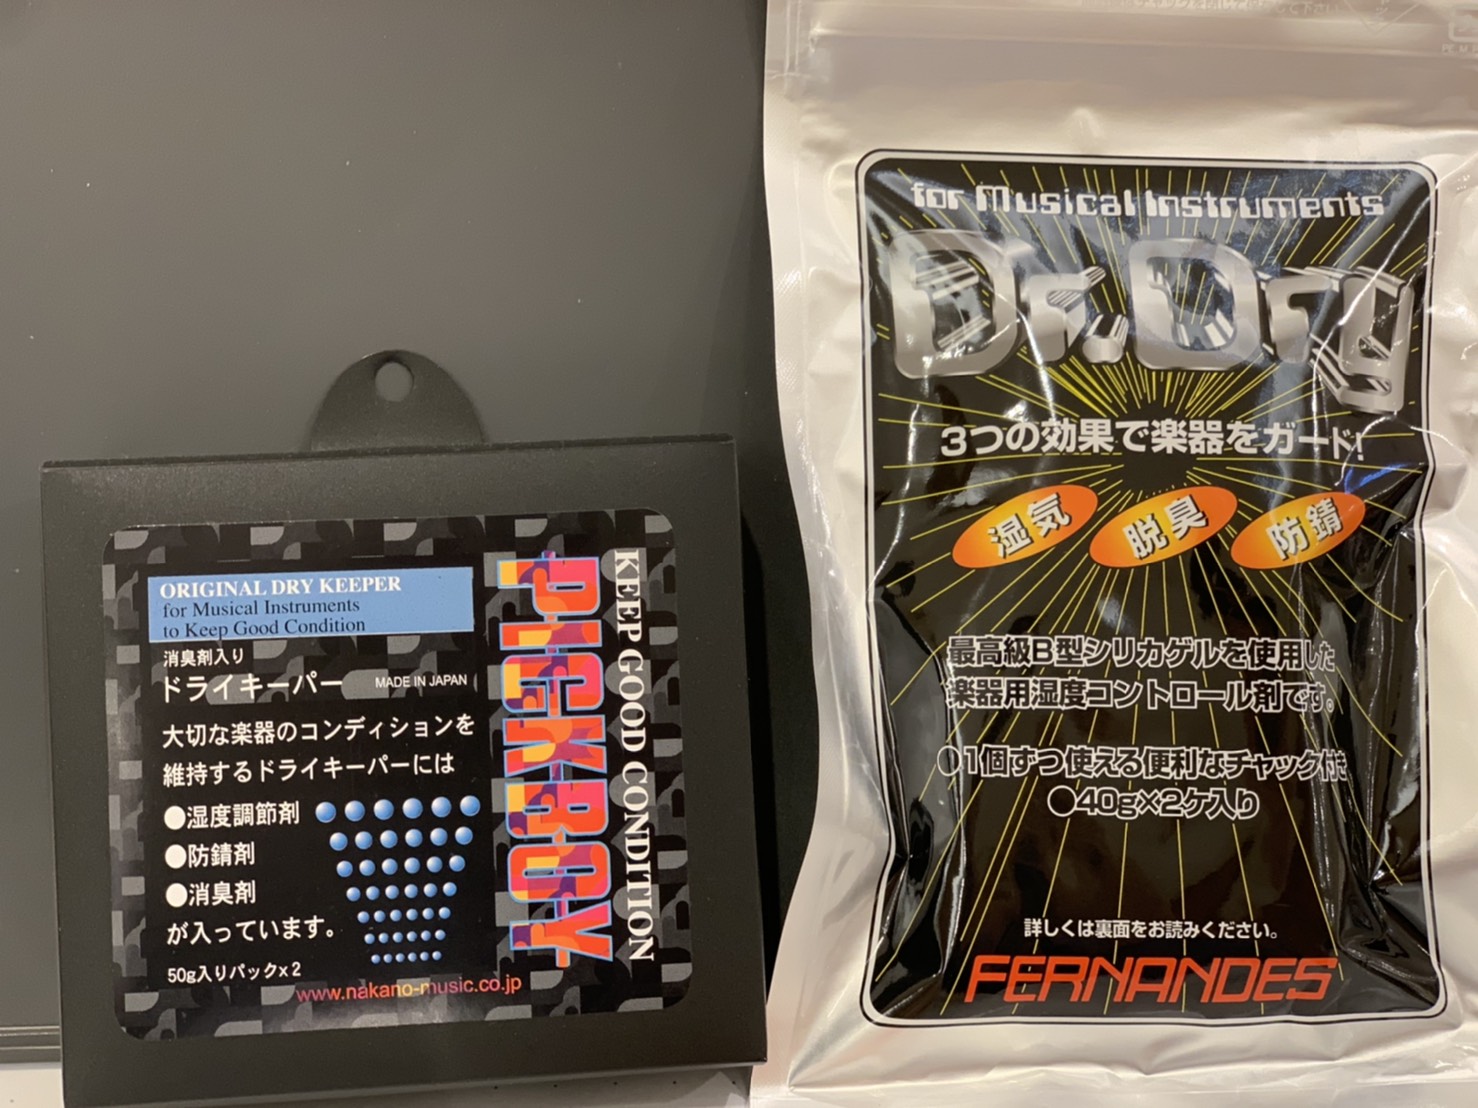 ORIGINAL DRY KEEPER
for Musical Instruments
to Keep Good Condition
消臭剤入り
ドライキーパー MADE IN JAPAN
大切な楽器のコンディションを
維持するドライキーパーには
●湿度調節剤
●防錆剤
●消臭剤
が入っています。
50g入りパックx2
www.nakano-music.co.jp
PICKBOY
KEEP GOOD CONDITION
for Musical Instruments
Dr.Dry
3つの効果で楽器をガード!
湿気 脱臭 防錆
最高級B型シリカゲルを使用した
楽器用湿度コントロール剤です。
●1個ずつ使える便利なチャック付き
●40g×2ケ入り
詳しくは裏面をお読みください。
FERNANDES